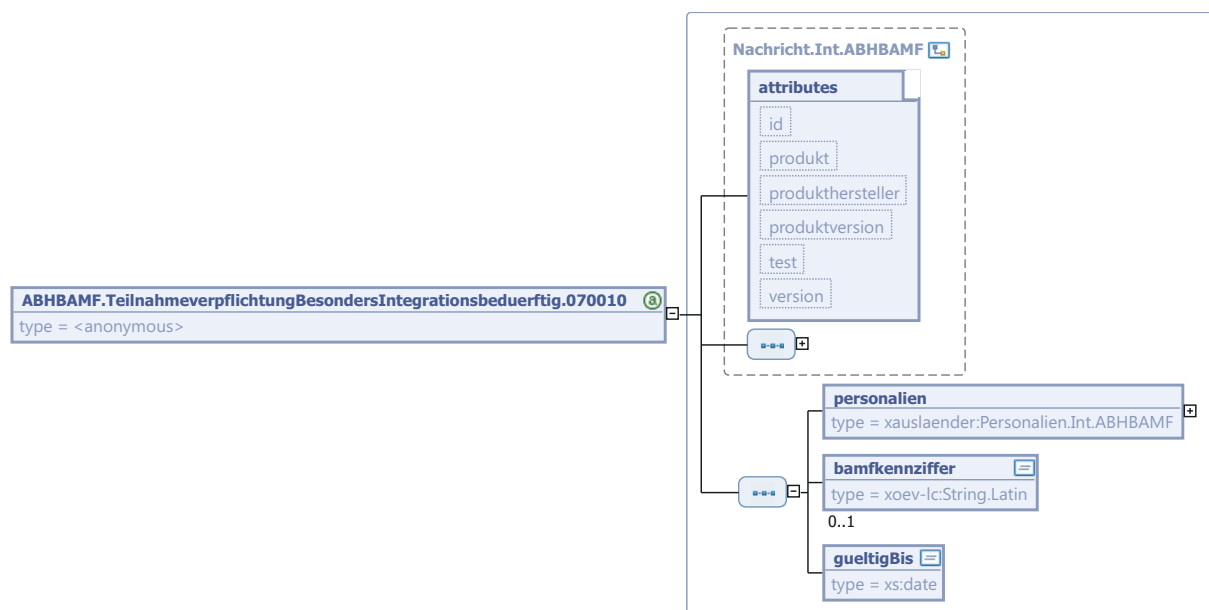 Nachricht.Int.ABHBAMF
attributes
id
produkt
produkthersteller
produktversion
test
version
ABHBAMF.TeilnahmeverpflichtungBesondersIntegrationsbeduerftig.070010 a
type = <anonymous>
personalien
type = xauslaender:Personalien.Int.ABHBAMF
bamfkennziffer
type = xoev-lc:String.Latin
0..1
gueltigBis
type = xs:date